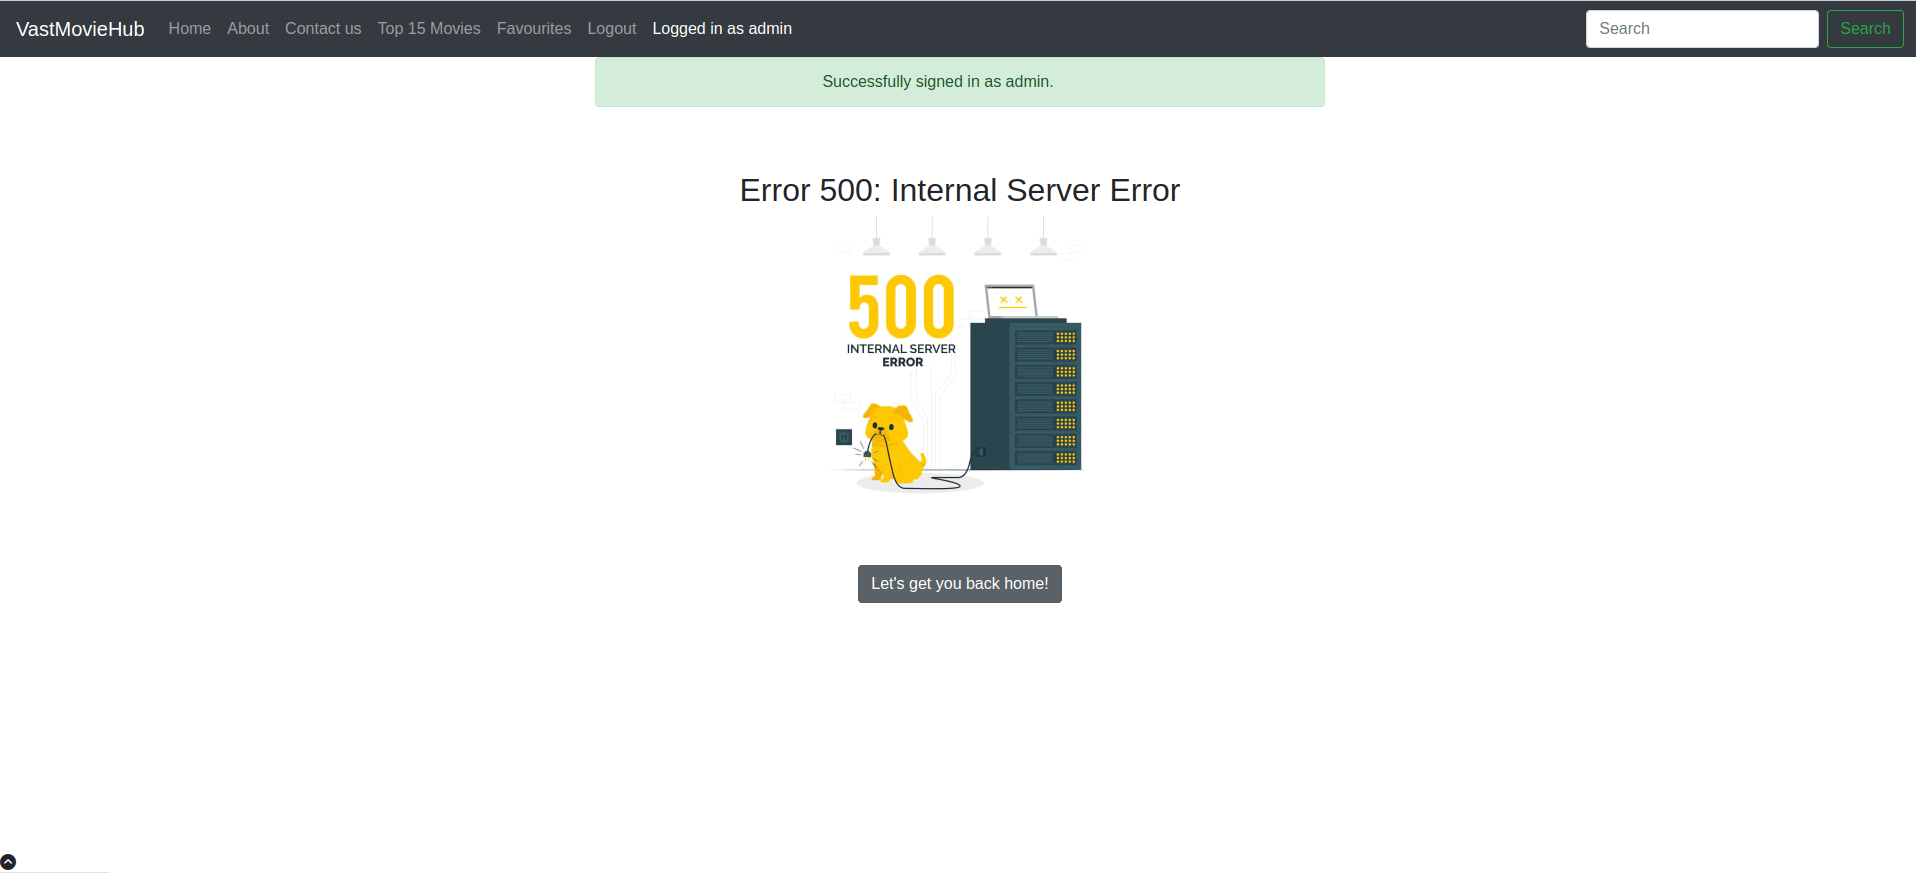 VastMovieHub Home About Contact us Top 15 Movies Favourites Logout Logged in as admin Search Search
Successfully signed in as admin.
Error 500: Internal Server Error
500
INTERNAL SERVER
ERROR
Let's get you back home!